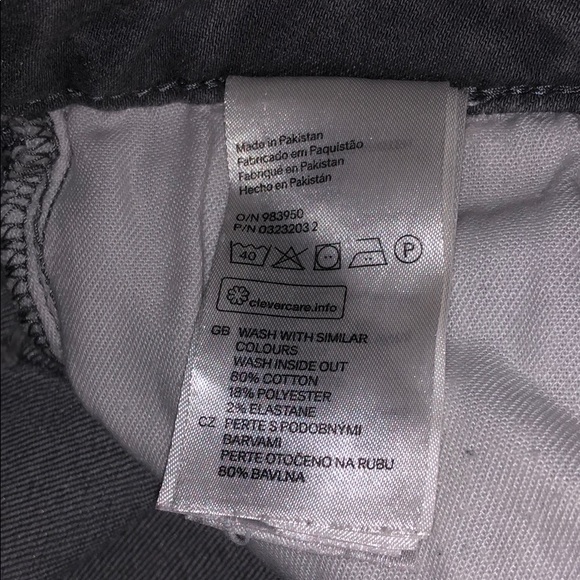 Made in Pakistan
Fabricado em Paquistão
Fabriqué en Pakistan
Hecho en Pakistán
O/N 983950
P/N 0323203 2
40 P
clevercare.info
GB WASH WITH SIMILAR
COLOURS
WASH INSIDE OUT
80% COTTON
18% POLYESTER
2% ELASTANE
CZ PERTE S PODOBNÝMI
BARVAMI
PERTE OTOČENO NA RUBU
80% BAVLNA